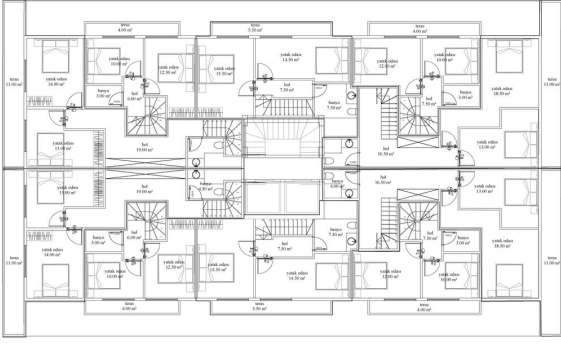 teras
4.00 m²
teras
5.50 m²
teras
4.00 m²
yatak odası
14.00 m²
yatak odası
10.00 m²
yatak odası
12.50 m²
yatak odası
15.50 m²
yatak odası
14.50 m²
yatak odası
12.00 m²
yatak odası
10.00 m²
yatak odası
18.50 m²
teras
11.00 m²
teras
11.00 m²
banyo
3.00 m²
hol
6.00 m²
hol
7.50 m²
banyo
7.50 m²
hol
7.50 m²
banyo
3.00 m²
yatak odası
13.00 m²
hol
19.00 m²
hol
16.50 m²
yatak odası
13.00 m²
yatak odası
13.00 m²
hol
19.00 m²
banyo
4.50 m²
4.00 m²
hol
16.50 m²
yatak odası
13.00 m²
banyo
3.00 m²
hol
6.00 m²
hol
7.50 m²
banyo
7.50 m²
hol
7.50 m²
banyo
3.00 m²
yatak odası
14.00 m²
yatak odası
10.00 m²
yatak odası
12.50 m²
yatak odası
15.50 m²
yatak odası
14.50 m²
yatak odası
12.00 m²
yatak odası
10.00 m²
yatak odası
18.50 m²
teras
11.00 m²
teras
11.00 m²
teras
4.00 m²
teras
5.50 m²
teras
4.00 m²